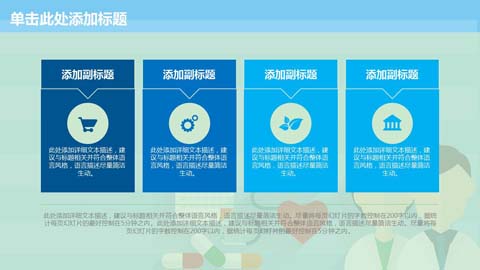 单击此处添加标题
添加副标题
添加副标题
添加副标题
添加副标题
此处添加详细文本描述，建议与标题相关并符合整体语言风格，语言描述尽量简洁生动。
此处添加详细文本描述，建议与标题相关并符合整体语言风格，语言描述尽量简洁生动。
此处添加详细文本描述，建议与标题相关并符合整体语言风格，语言描述尽量简洁生动。
此处添加详细文本描述，建议与标题相关并符合整体语言风格，语言描述尽量简洁生动。
此处添加详细文本描述，建议与标题相关并符合整体语言风格，语言描述尽量简洁生动。尽量将每页幻灯片的字数控制在200字以内，据统
计每页幻灯片的最好控制在5分钟之内。此处添加详细文本描述，建议与标题相关并符合整体语言风格，语言描述尽量简洁生动。尽量将每
页幻灯片的字数控制在200字以内，据统计每页幻灯片的最好控制在5分钟之内。